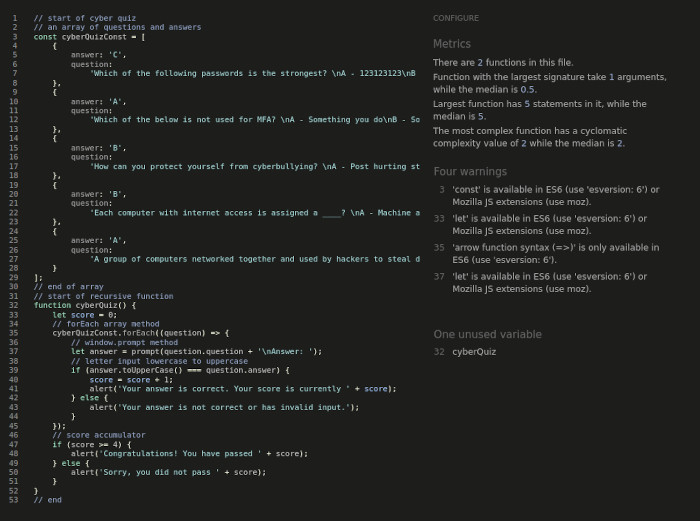 1 // start of cyber quiz
2 // an array of questions and answers
3 const cyberQuizConst = [
4 {
5 answer: 'C',
6 question:
7 'Which of the following passwords is the strongest? \nA - 123123123\nB
8 },
9 {
10 answer: 'A',
11 question:
12 'Which of the below is not used for MFA? \nA - Something you do\nB - So
13 },
14 {
15 answer: 'B',
16 question:
17 'How can you protect yourself from cyberbullying? \nA - Post hurting st
18 },
19 {
20 answer: 'B',
21 question:
22 'Each computer with internet access is assigned a ____? \nA - Machine a
23 },
24 {
25 answer: 'A',
26 question:
27 'A group of computers networked together and used by hackers to steal d
28 }
29 ];
30 // end of array
31 // start of recursive function
32 function cyberQuiz() {
33 let score = 0;
34 // forEach array method
35 cyberQuizConst.forEach((question) => {
36 // window.prompt method
37 let answer = prompt(question.question + '\nAnswer: ');
38 // letter input lowercase to uppercase
39 if (answer.toUpperCase() === question.answer) {
40 score = score + 1;
41 alert('Your answer is correct. Your score is currently ' + score);
42 } else {
43 alert('Your answer is not correct or has invalid input.');
44 }
45 });
46 // score accumulator
47 if (score >= 4) {
48 alert('Congratulations! You have passed ' + score);
49 } else {
50 alert('Sorry, you did not pass ' + score);
51 }
52 }
53 // end
CONFIGURE
Metrics
There are 2 functions in this file.
Function with the largest signature take 1 arguments,
while the median is 0.5.
Largest function has 5 statements in it, while the
median is 5.
The most complex function has a cyclomatic
complexity value of 2 while the median is 2.
Four warnings
3 'const' is available in ES6 (use 'esversion: 6') or
Mozilla JS extensions (use moz).
33 'let' is available in ES6 (use 'esversion: 6') or
Mozilla JS extensions (use moz).
35 'arrow function syntax (=>)' is only available in
ES6 (use 'esversion: 6').
37 'let' is available in ES6 (use 'esversion: 6') or
Mozilla JS extensions (use moz).
One unused variable
32 cyberQuiz